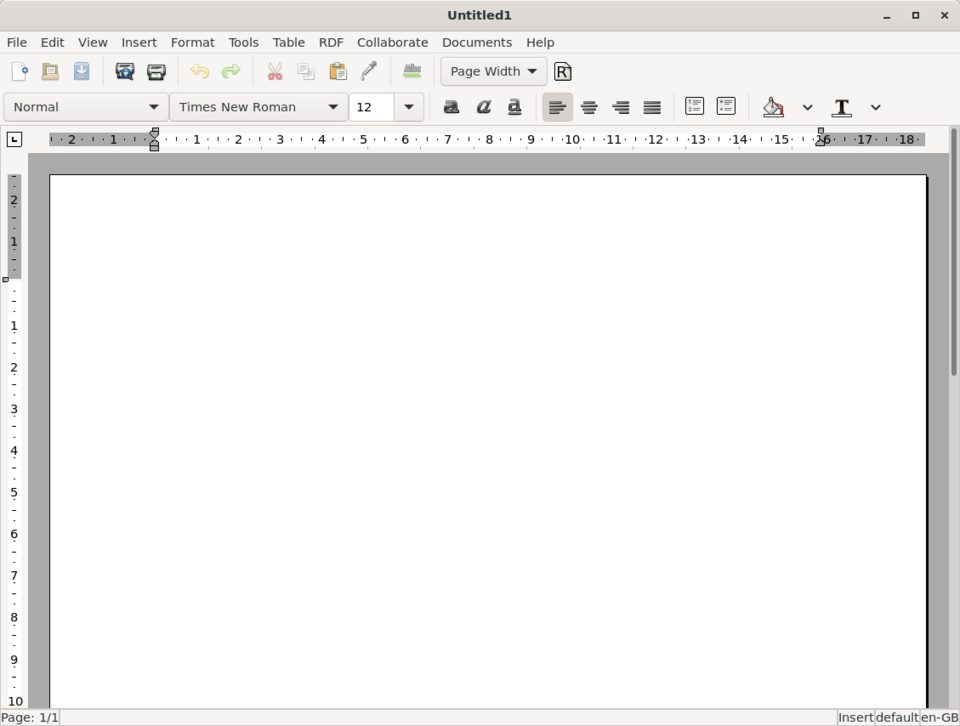 Untitled1
File Edit View Insert Format Tools Table RDF Collaborate Documents Help
Page Width
Normal Times New Roman 12 a a a T
2 1 1 2 3 4 5 6 7 8 9 10 11 12 13 14 15 16 17 18
2
1
1
2
3
4
5
6
7
8
9
10
Page: 1/1 Insert default en-GB